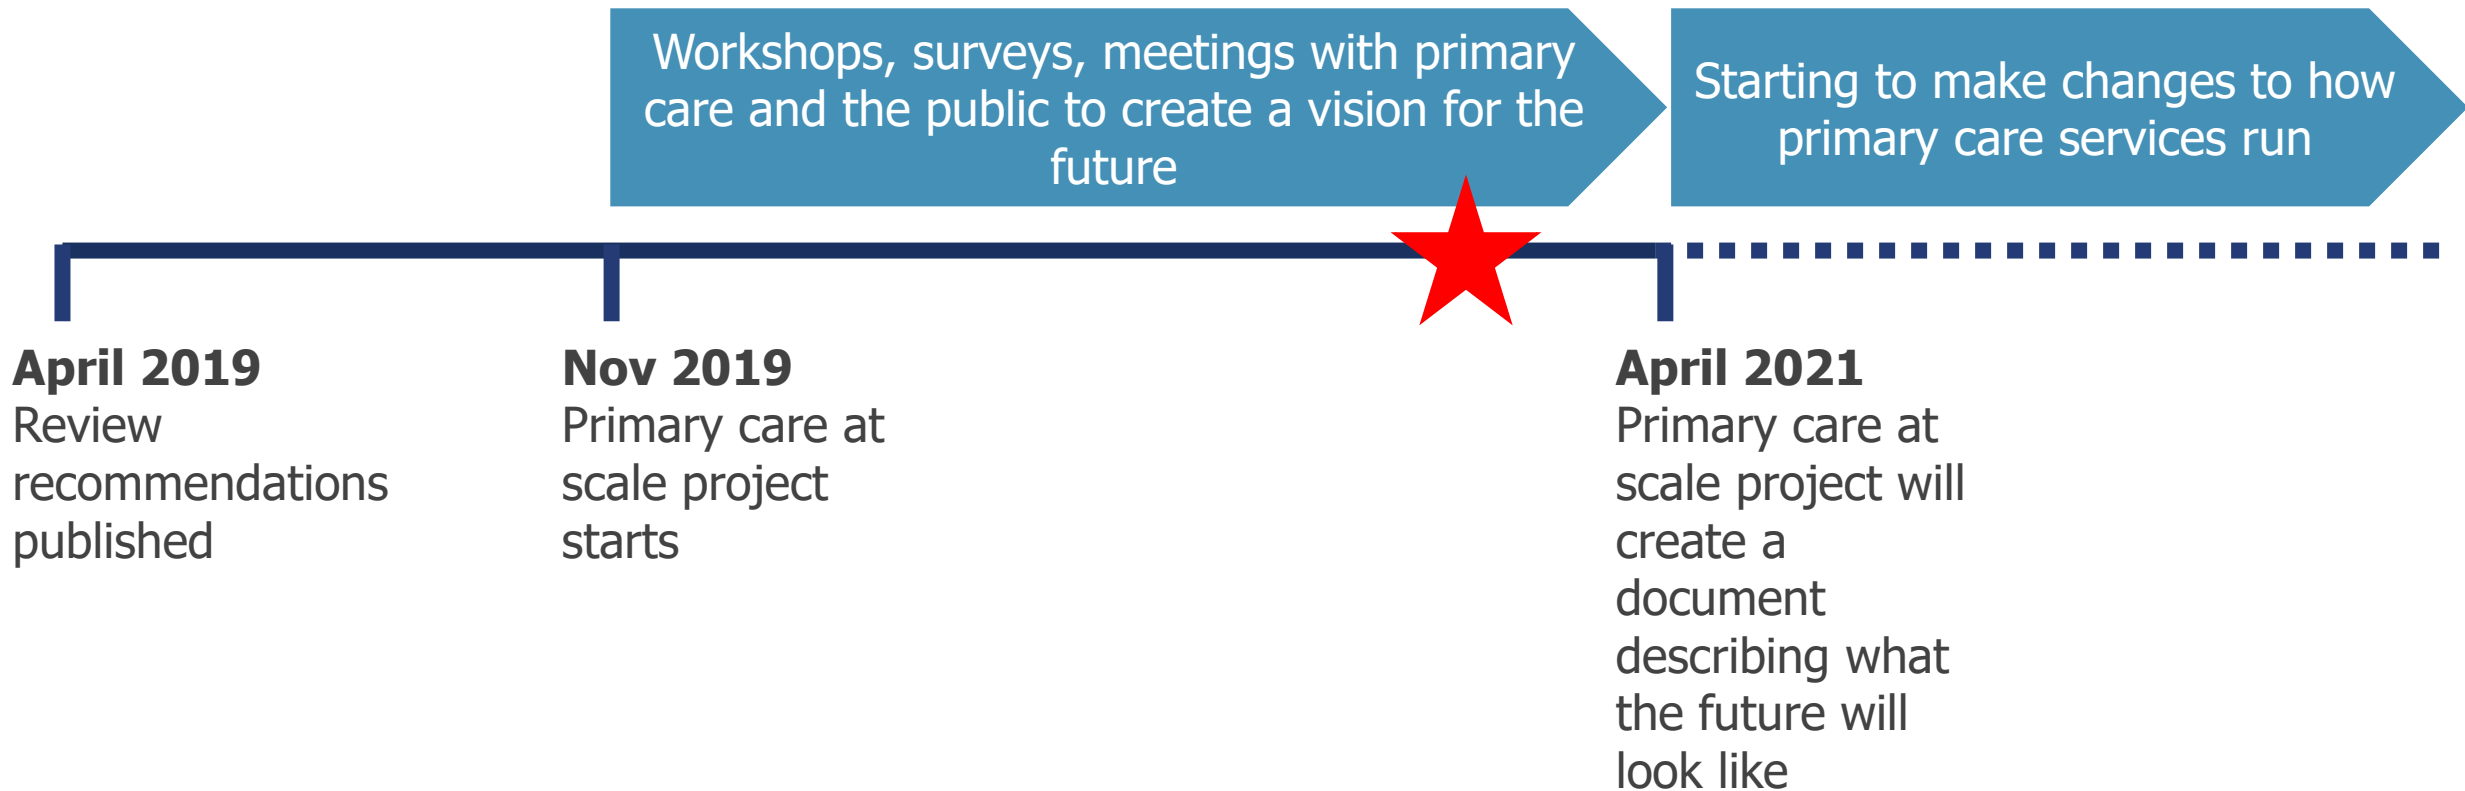 Workshops, surveys, meetings with primary
care and the public to create a vision for the
future
Starting to make changes to how
primary care services run
April 2019
Review
recommendations
published
Nov 2019
Primary care at
scale project
starts
April 2021
Primary care at
scale project will
create a
document
describing what
the future will
look like